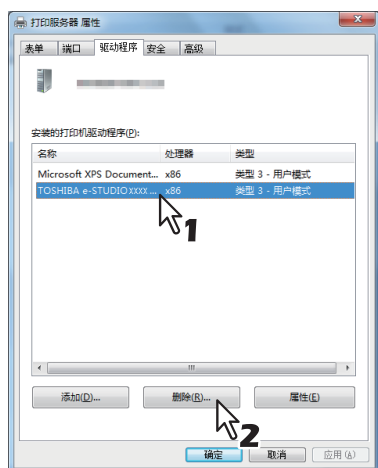 打印服务器 属性
表单 端口 驱动程序 安全 高级
安装的打印机驱动程序(P):
名称 处理器 类型
Microsoft XPS Document... x86 类型 3 - 用户模式
TOSHIBA e-STUDIOXXXX ... x86 类型 3 - 用户模式
1
添加(D)... 删除(R)... 属性(E)
2
确定 取消 应用(A)